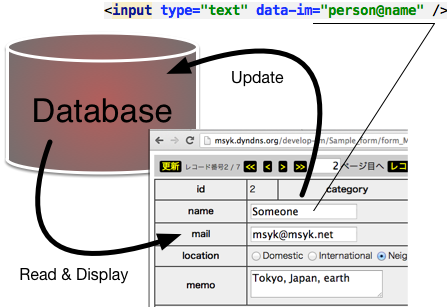 <input type="text" data-im="person@name" />
Update
Database
msyk.dyndns.org/develop-im/Sample_form/form_M
更新 レコード番号2 / 7 << < > >> 2 ページ目へ レコ
id 2 category
name Someone
mail msyk@msyk.net
location Domestic International Neig
memo Tokyo, Japan, earth
Read & Display